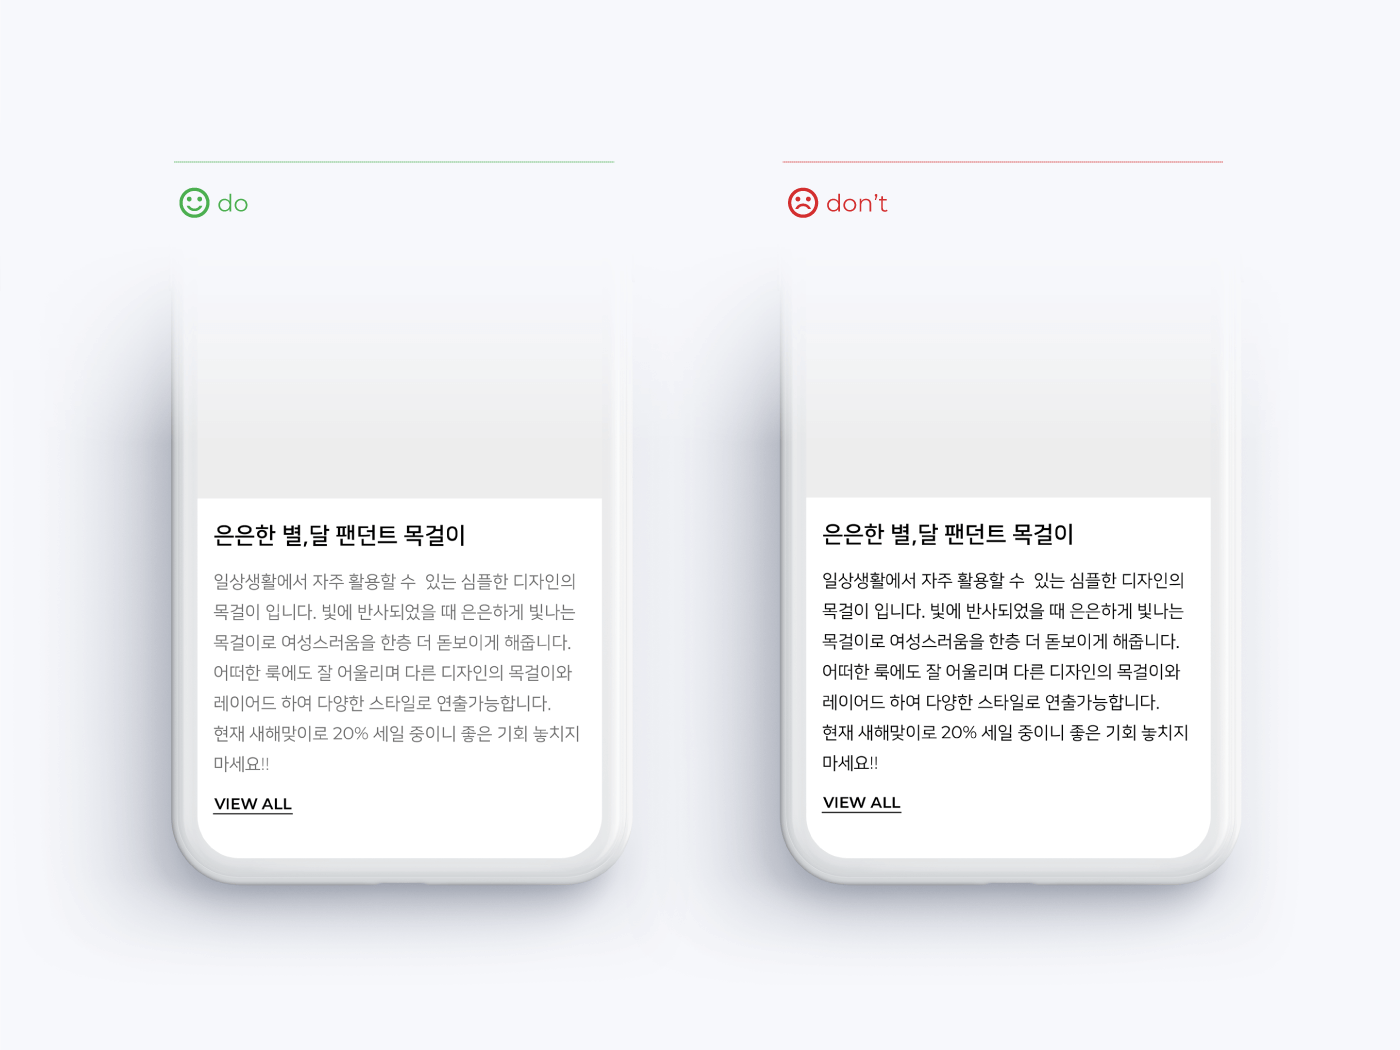 do
은은한 별,달 팬던트 목걸이
일상생활에서 자주 활용할 수  있는 심플한 디자인의
목걸이 입니다. 빛에 반사되었을 때 은은하게 빛나는
목걸이로 여성스러움을 한층 더 돋보이게 해줍니다.
어떠한 룩에도 잘 어울리며 다른 디자인의 목걸이와
레이어드 하여 다양한 스타일로 연출가능합니다.
현재 새해맞이로 20% 세일 중이니 좋은 기회 놓치지
마세요!!
VIEW ALL
don't
은은한 별,달 팬던트 목걸이
일상생활에서 자주 활용할 수  있는 심플한 디자인의
목걸이 입니다. 빛에 반사되었을 때 은은하게 빛나는
목걸이로 여성스러움을 한층 더 돋보이게 해줍니다.
어떠한 룩에도 잘 어울리며 다른 디자인의 목걸이와
레이어드 하여 다양한 스타일로 연출가능합니다.
현재 새해맞이로 20% 세일 중이니 좋은 기회 놓치지
마세요!!
VIEW ALL